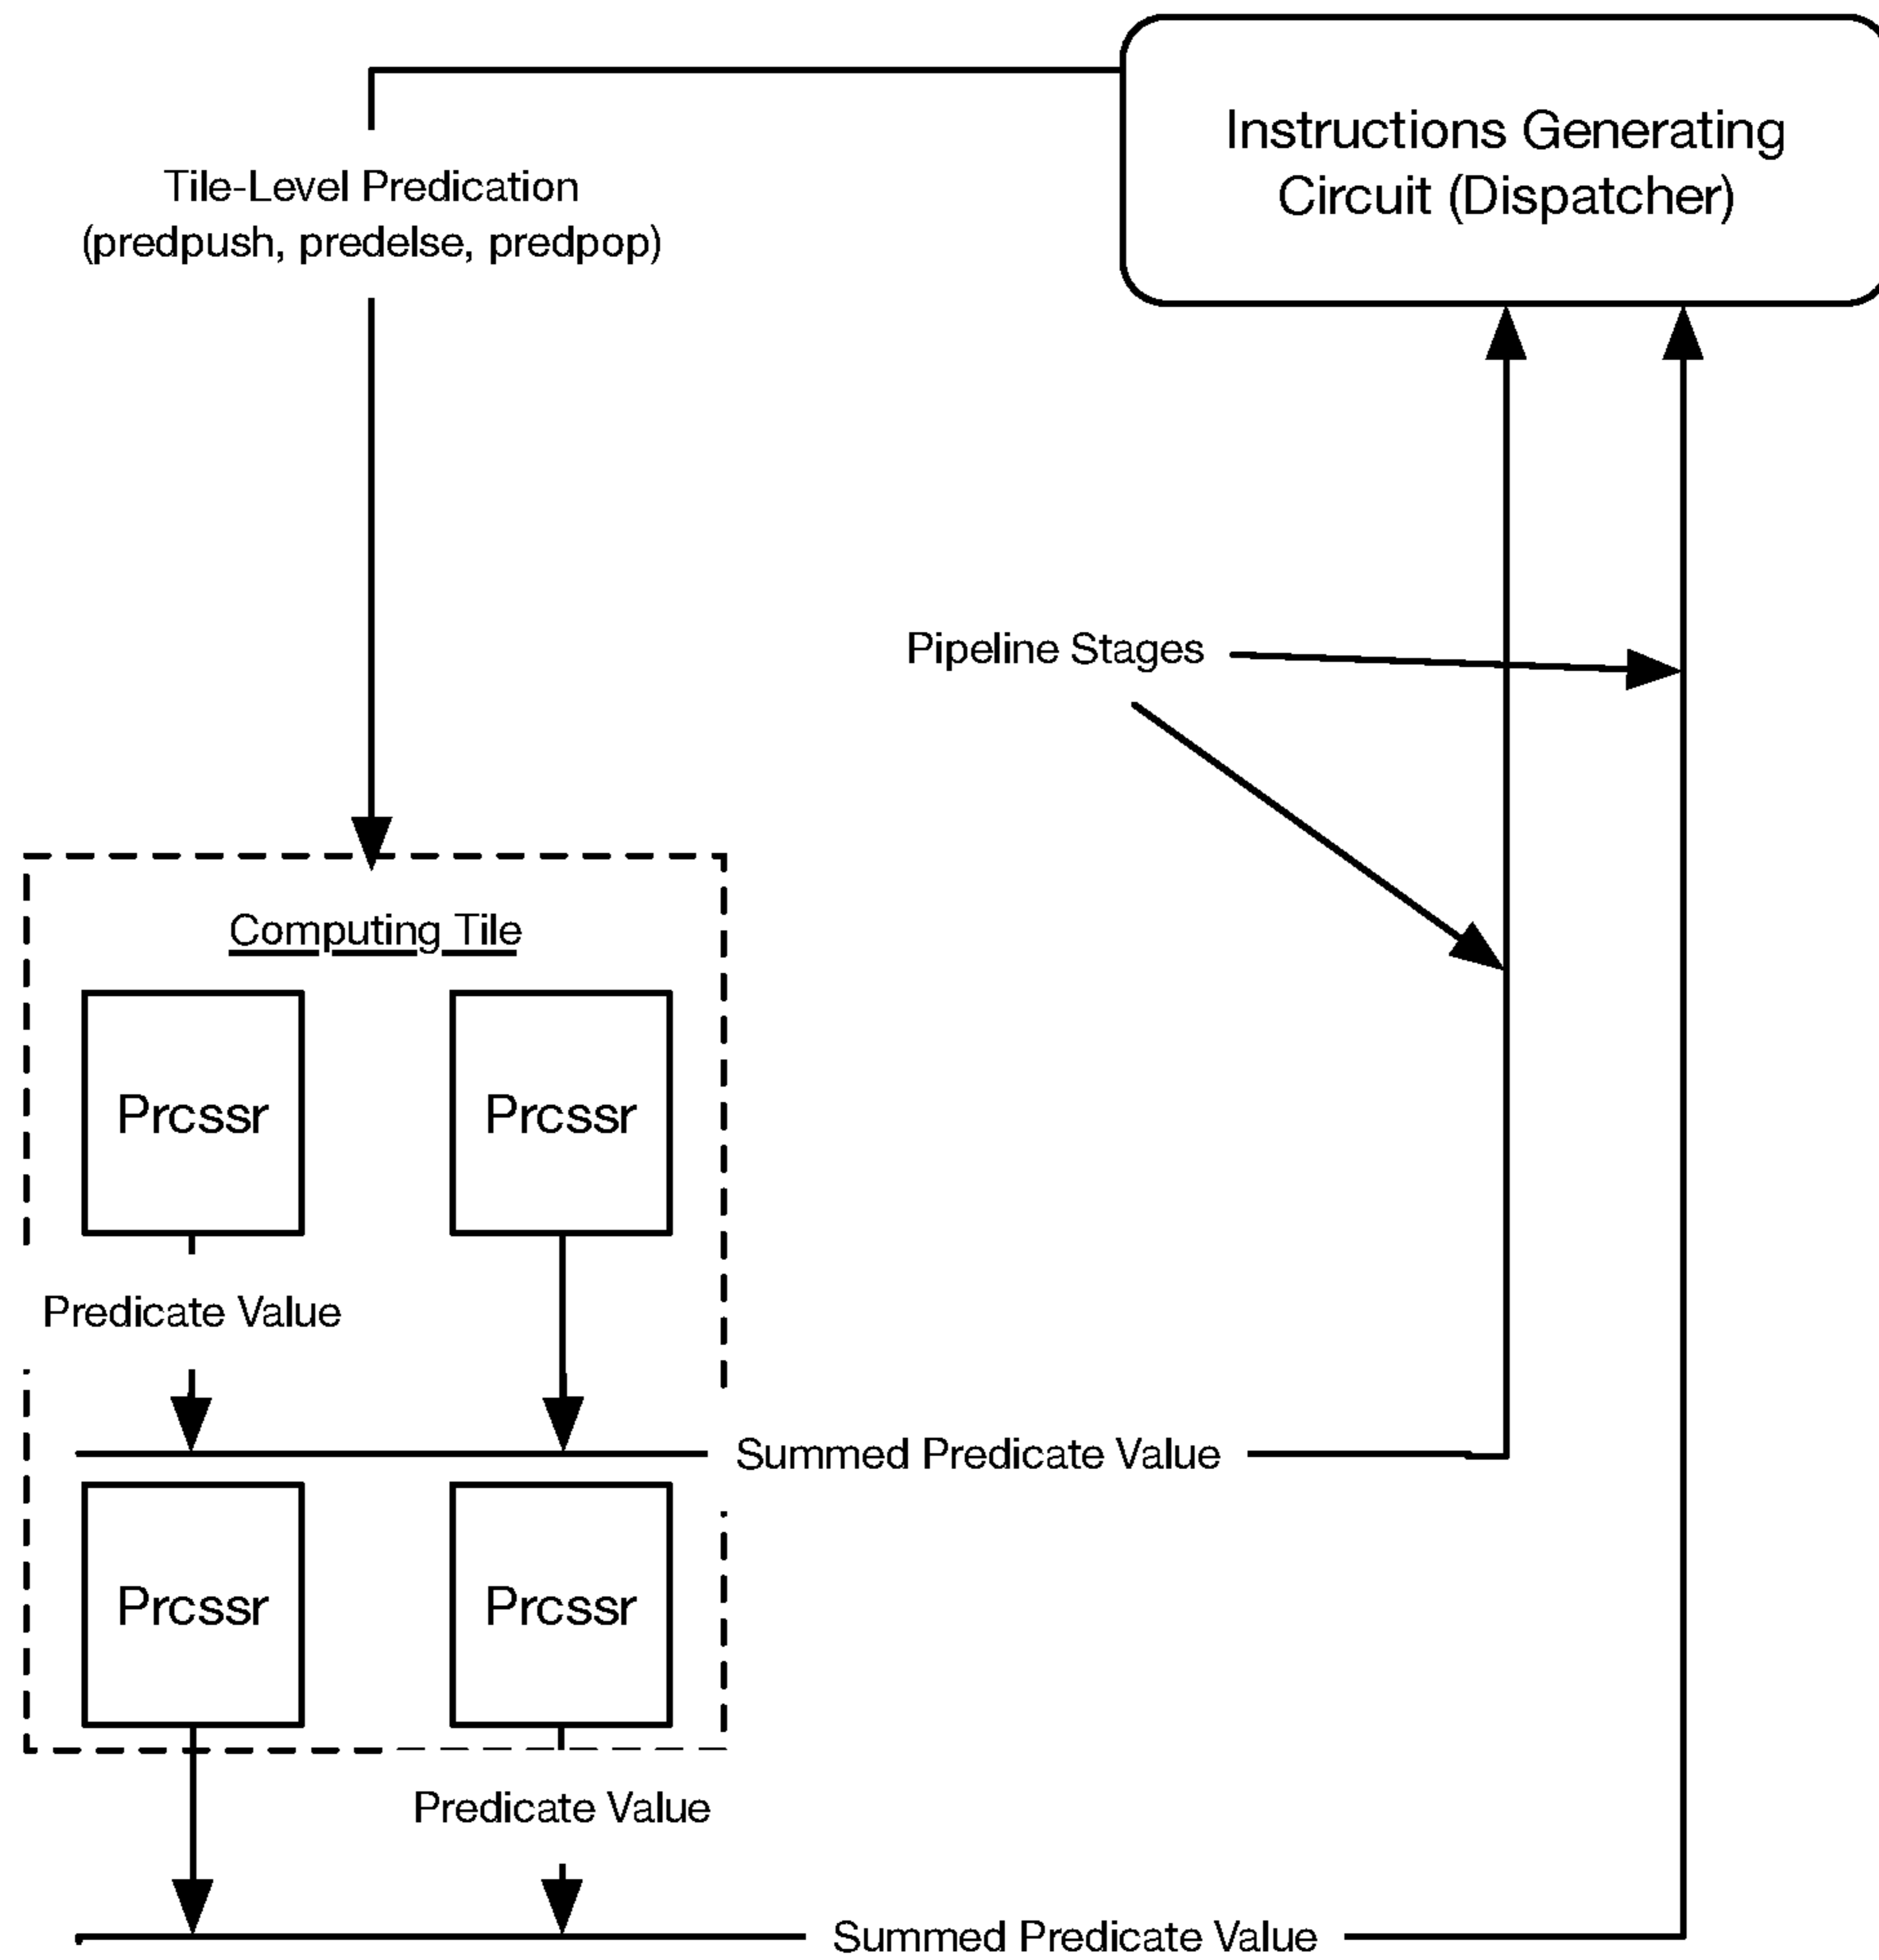 Instructions Generating
Circuit (Dispatcher)
Tile-Level Predication
(predpush, predelse, predpop)
Pipeline Stages
Computing Tile
Prcssr
Prcssr
Predicate Value
Summed Predicate Value
Prcssr
Prcssr
Predicate Value
Summed Predicate Value